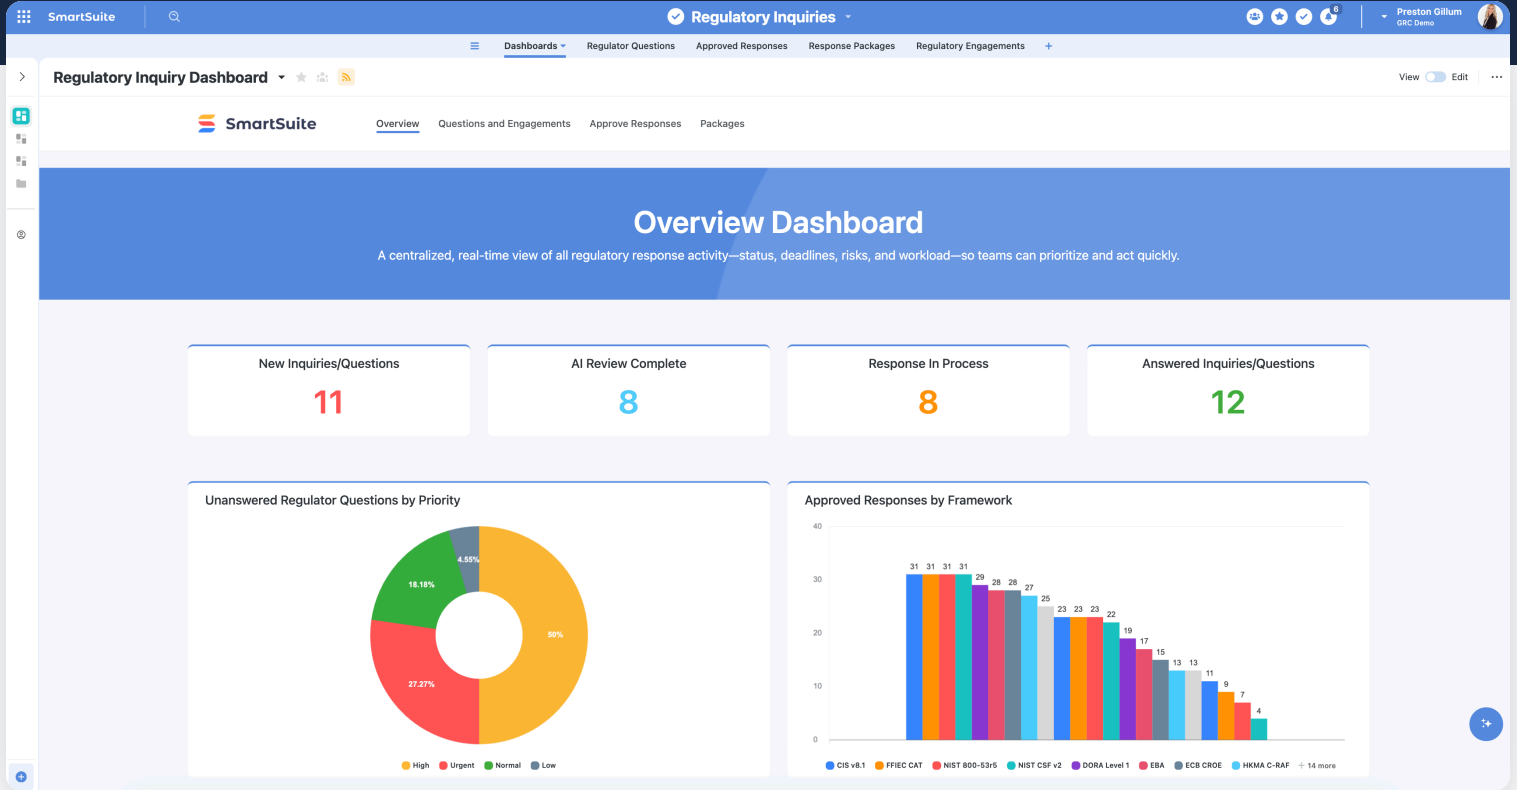 SmartSuite
Regulatory Inquiries
6
Preston Gillum
GRC Demo
Dashboards
Regulator Questions
Approved Responses
Response Packages
Regulatory Engagements
Regulatory Inquiry Dashboard
View
Edit
SmartSuite
Overview
Questions and Engagements
Approve Responses
Packages
Overview Dashboard
A centralized, real-time view of all regulatory response activity—status, deadlines, risks, and workload—so teams can prioritize and act quickly.
New Inquiries/Questions
11
AI Review Complete
8
Response In Process
8
Answered Inquiries/Questions
12
Unanswered Regulator Questions by Priority
4.55%
18.18%
50%
27.27%
High
Urgent
Normal
Low
Approved Responses by Framework
40
30
20
10
0
31
31
31
31
29
28
28
27
25
23
23
23
22
19
17
15
13
13
11
9
7
4
CIS v8.1
FFIEC CAT
NIST 800-53r5
NIST CSF v2
DORA Level 1
EBA
ECB CROE
HKMA C-RAF
+ 14 more